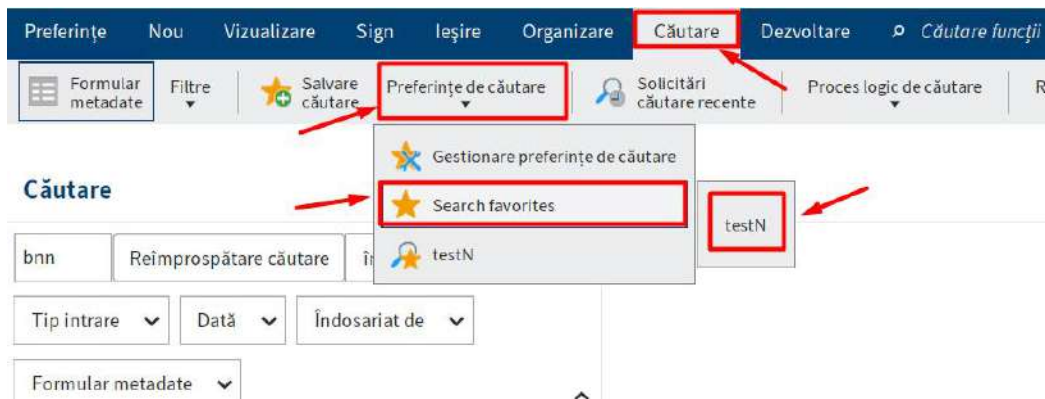 Preferințe Nou Vizualizare Sign Ieșire Organizare Căutare Dezvoltare Căutare funcții
Formular metadate Filtre Salvare căutare Preferințe de căutare Solicitări căutare recente Proces logic de căutare R
Gestionare preferințe de căutare
Căutare
Search favorites
testN
bnn Reîmprospătare căutare
testN
Tip intrare Dată Îndosariat de
Formular metadate